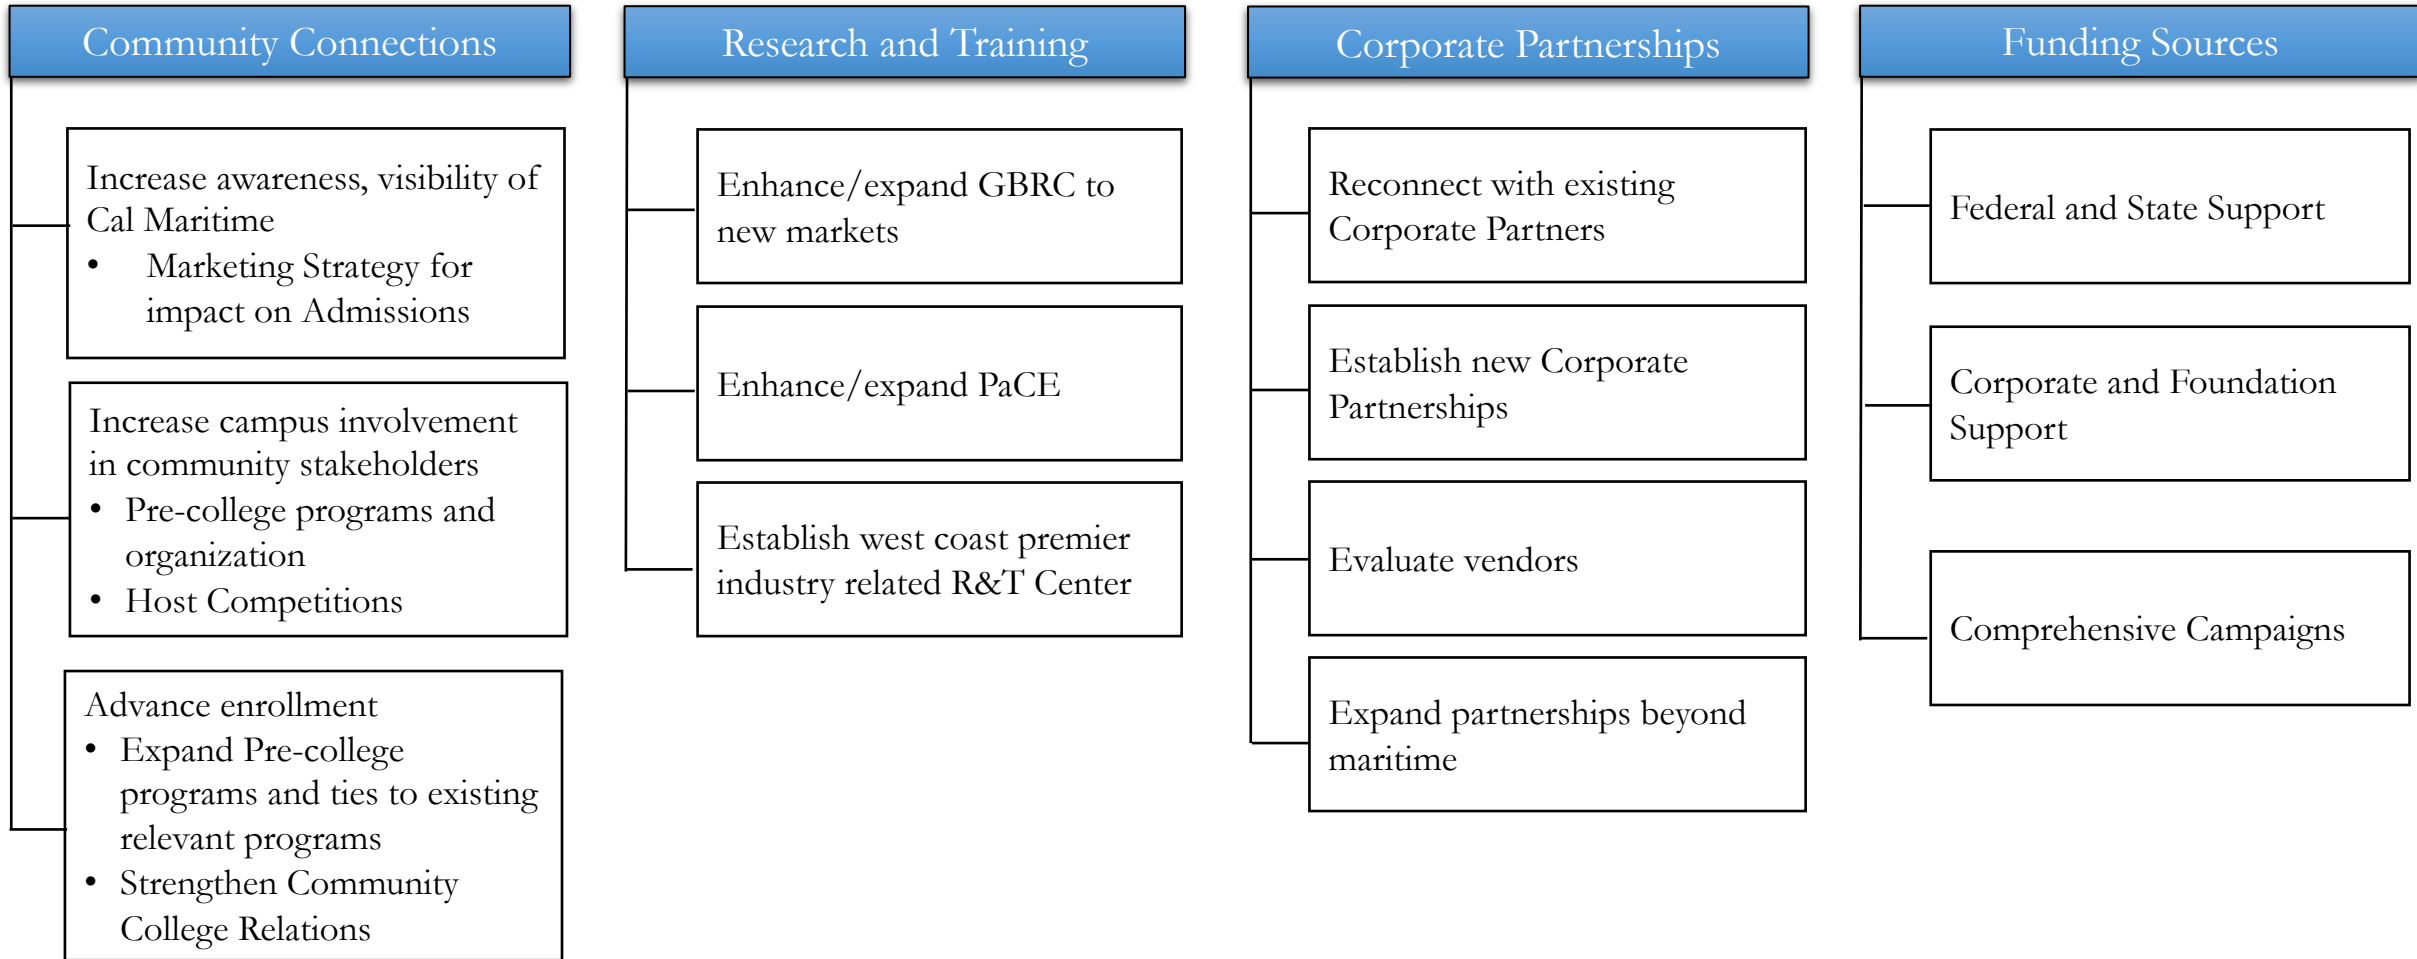 Community Connections
Increase awareness, visibility of
Cal Maritime
• Marketing Strategy for
impact on Admissions
Increase campus involvement
in community stakeholders
• Pre-college programs and
organization
• Host Competitions
Advance enrollment
• Expand Pre-college
programs and ties to existing
relevant programs
• Strengthen Community
College Relations
Research and Training
Enhance/expand GBRC to
new markets
Enhance/expand PaCE
Establish west coast premier
industry related R&T Center
Corporate Partnerships
Reconnect with existing
Corporate Partners
Establish new Corporate
Partnerships
Evaluate vendors
Expand partnerships beyond
maritime
Funding Sources
Federal and State Support
Corporate and Foundation
Support
Comprehensive Campaigns